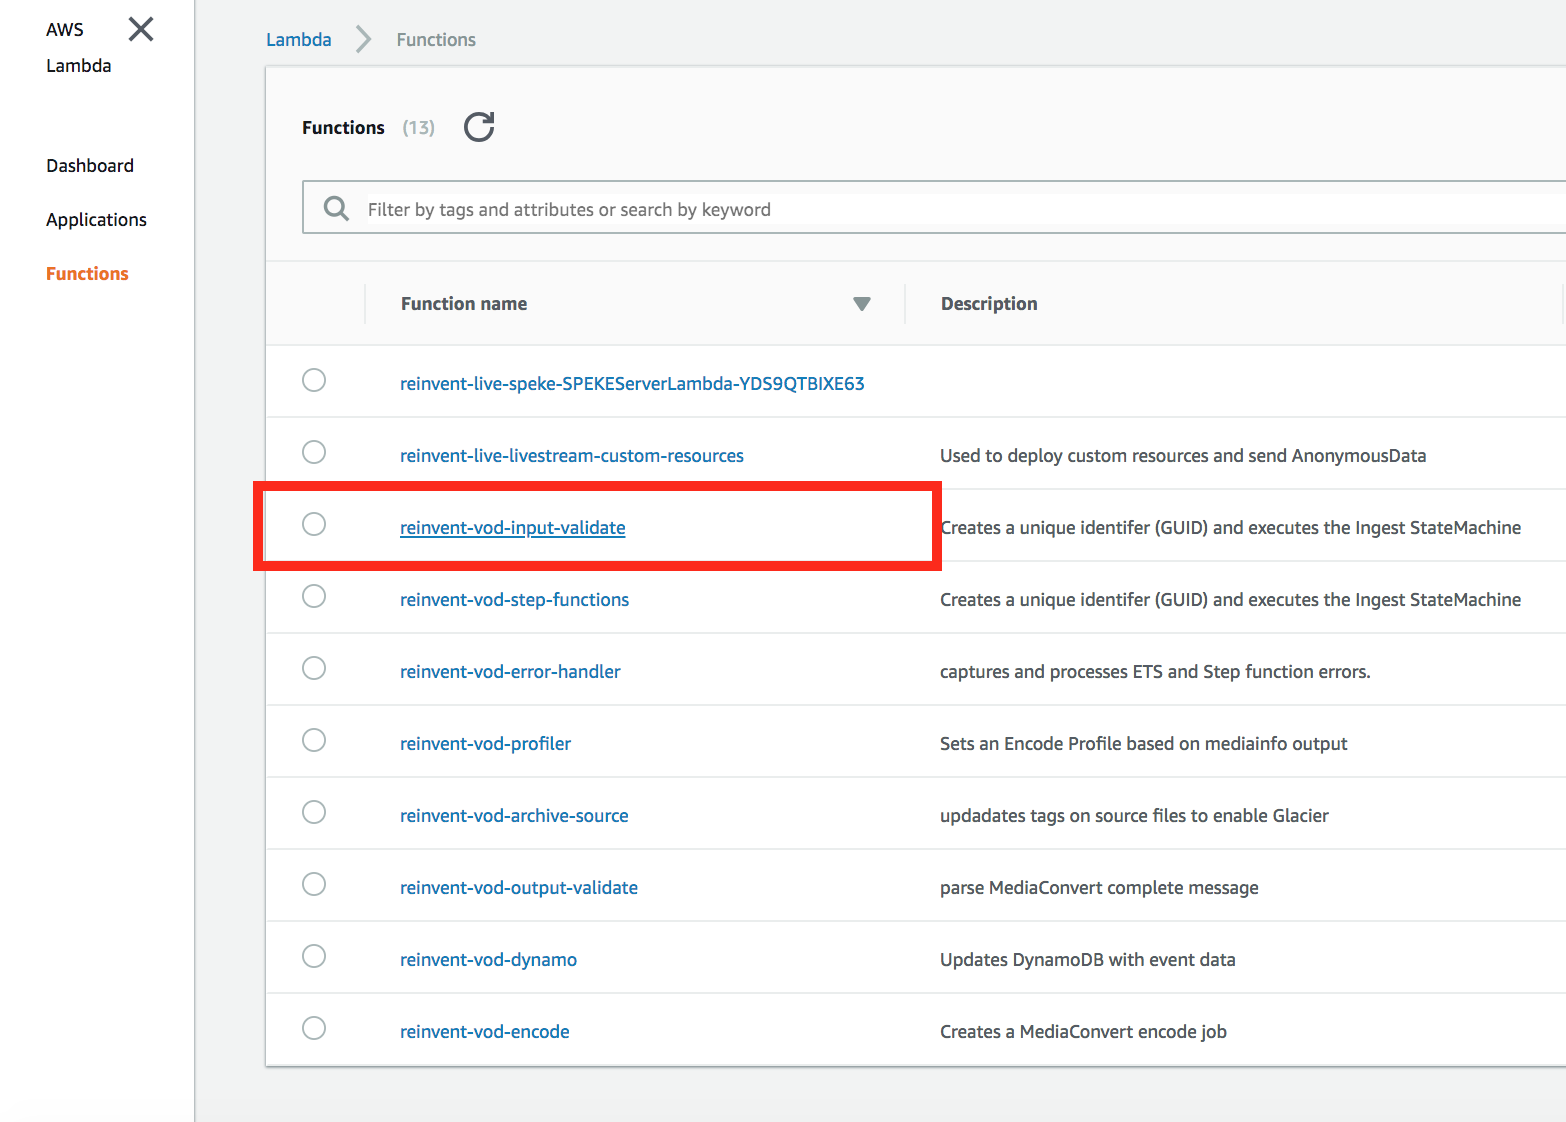 AWS
Lambda
Dashboard
Applications
Functions
Lambda Functions
Functions (13)
Filter by tags and attributes or search by keyword
Function name Description
reinvent-live-speke-SPEKEServerLambda-YDS9QTBIXE63
reinvent-live-livestream-custom-resources Used to deploy custom resources and send AnonymousData
reinvent-vod-input-validate Creates a unique identifer (GUID) and executes the Ingest StateMachine
reinvent-vod-step-functions Creates a unique identifer (GUID) and executes the Ingest StateMachine
reinvent-vod-error-handler captures and processes ETS and Step function errors.
reinvent-vod-profiler Sets an Encode Profile based on mediainfo output
reinvent-vod-archive-source updadates tags on source files to enable Glacier
reinvent-vod-output-validate parse MediaConvert complete message
reinvent-vod-dynamo Updates DynamoDB with event data
reinvent-vod-encode Creates a MediaConvert encode job